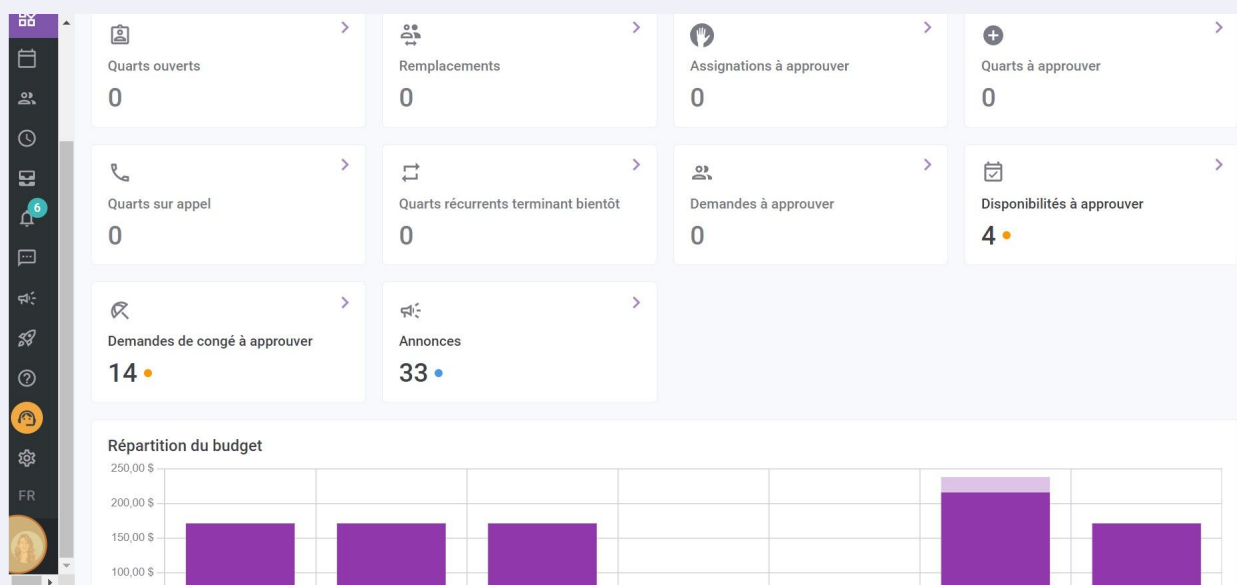 Quarts ouverts
0
Remplacements
0
Assignations à approuver
0
Quarts à approuver
0
Quarts sur appel
0
Quarts récurrents terminant bientôt
0
Demandes à approuver
0
Disponibilités à approuver
4
6
Demandes de congé à approuver
14
Annonces
33
FR
Répartition du budget
250,00 $
200,00 $
150,00 $
100,00 $